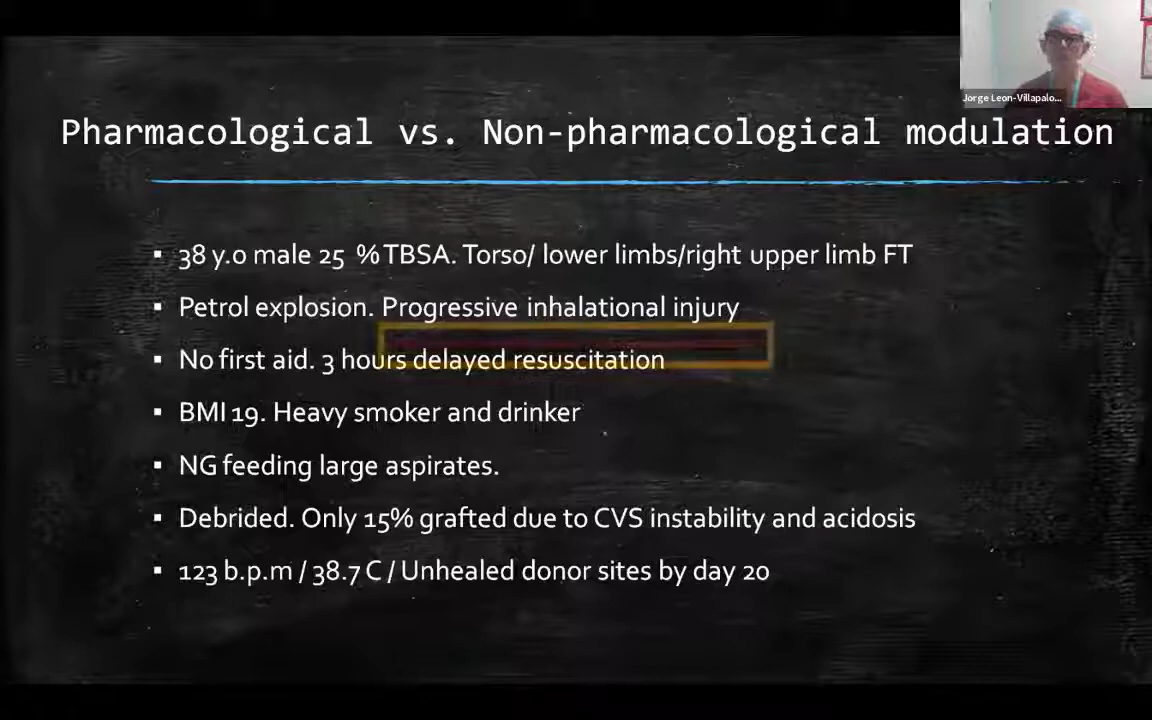 Jorge Leon-Villapalo...
Pharmacological vs. Non-pharmacological modulation
▪ 38 y.o male 25 % TBSA. Torso/ lower limbs/right upper limb FT
▪ Petrol explosion. Progressive inhalational injury
▪ No first aid. 3 hours delayed resuscitation
▪ BMI 19. Heavy smoker and drinker
▪ NG feeding large aspirates.
▪ Debrided. Only 15% grafted due to CVS instability and acidosis
▪ 123 b.p.m / 38.7 C / Unhealed donor sites by day 20